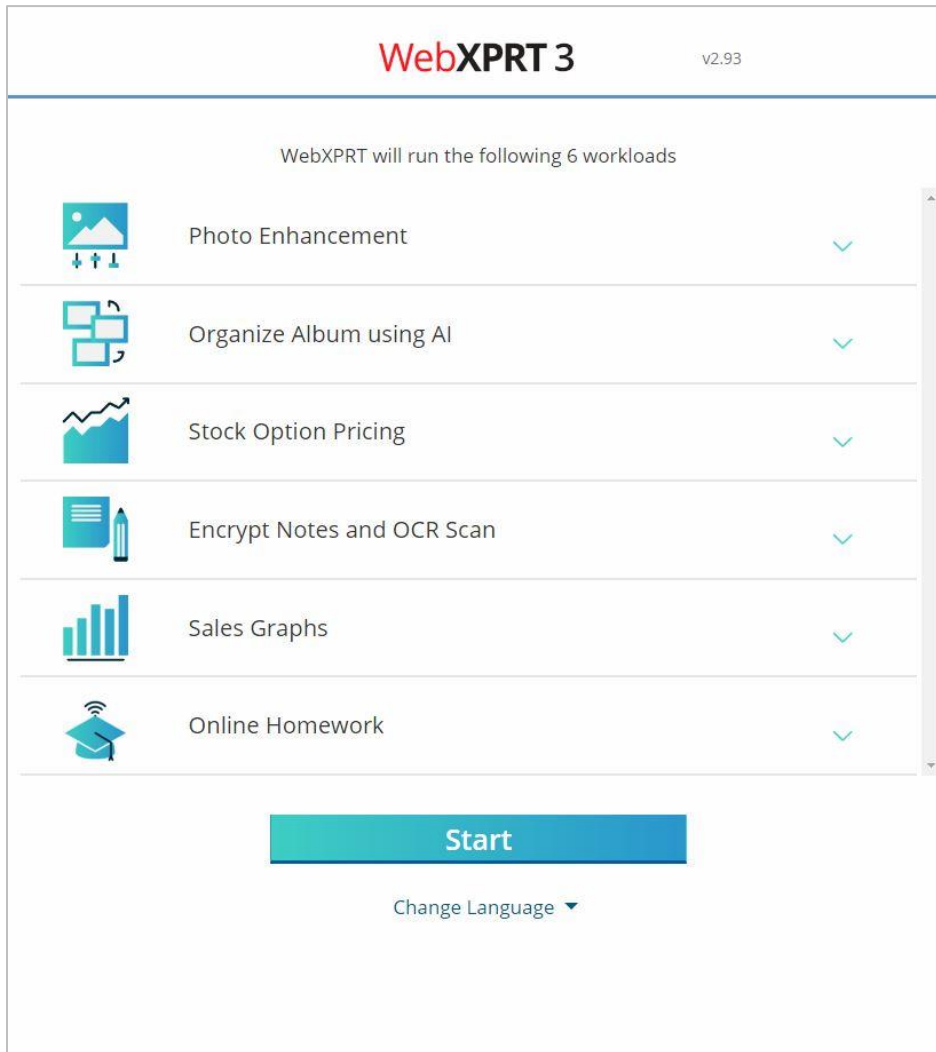 WebXPRT 3 v2.93
WebXPRT will run the following 6 workloads
Photo Enhancement
Organize Album using AI
Stock Option Pricing
Encrypt Notes and OCR Scan
Sales Graphs
Online Homework
Start
Change Language